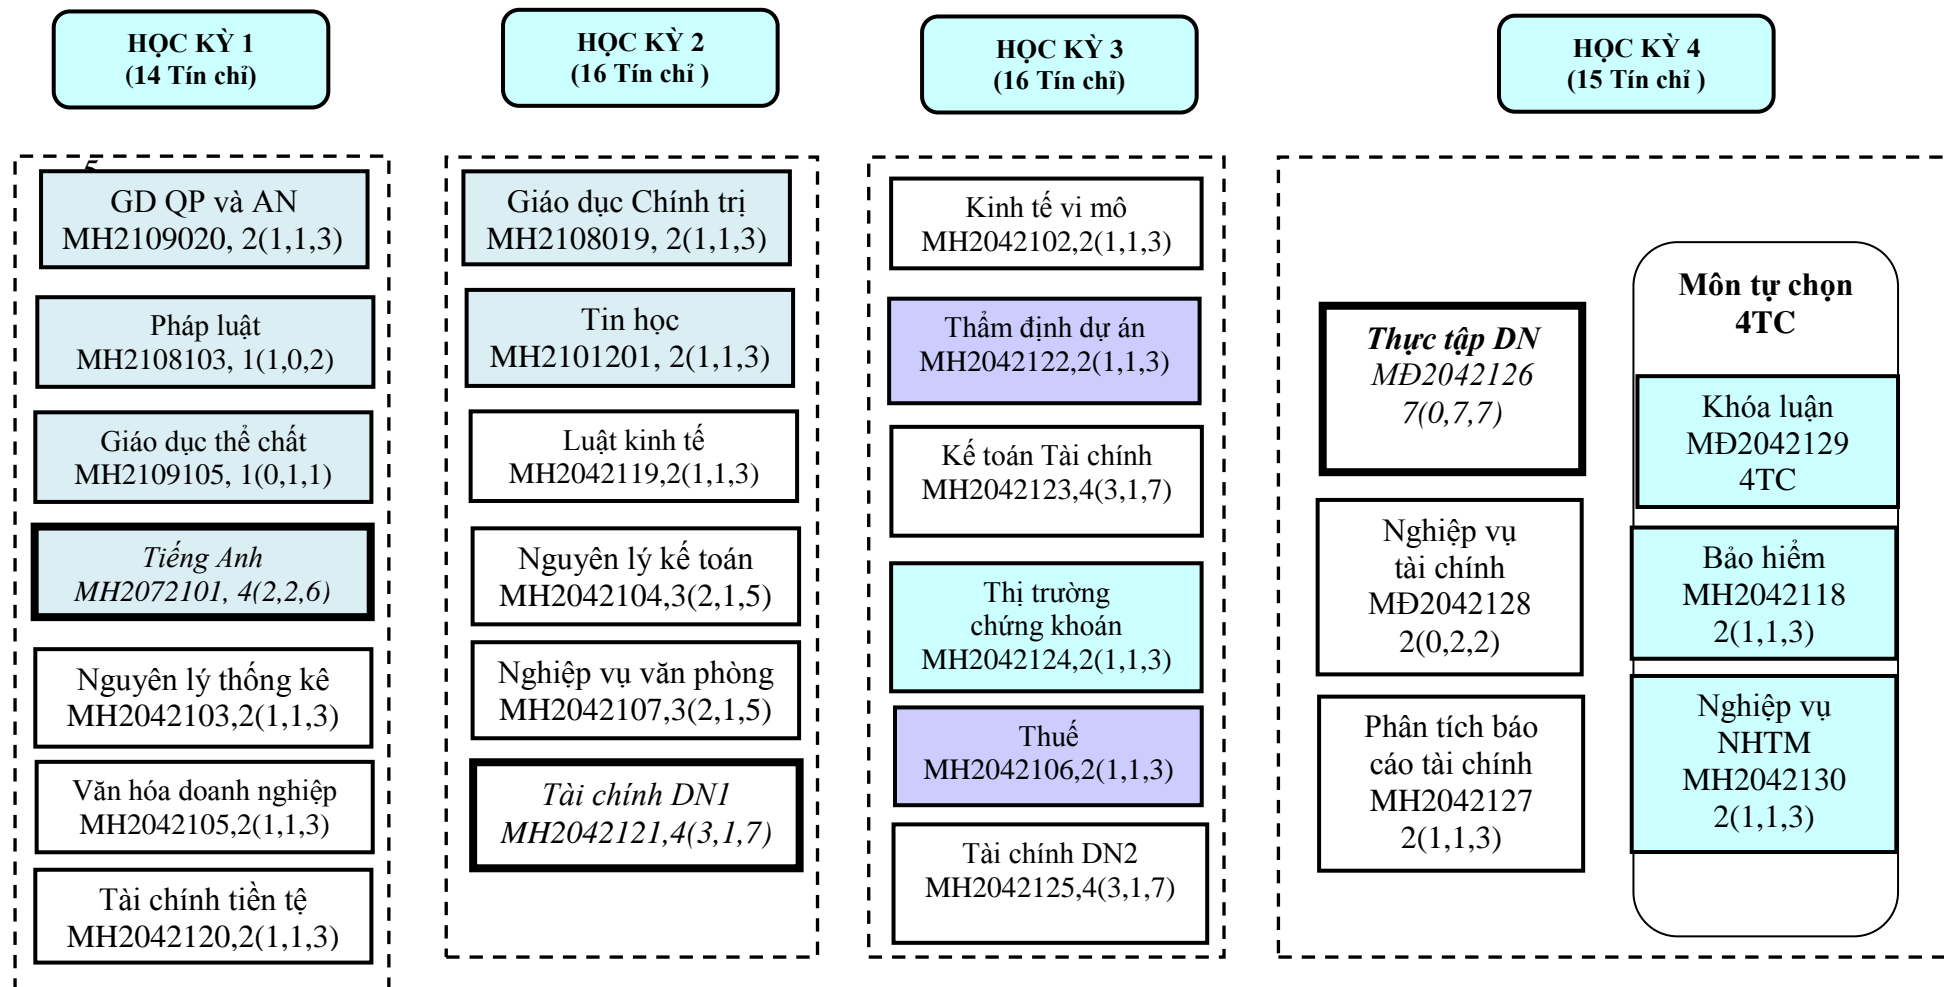 HỌC KỲ 1
(14 Tín chỉ)
GD QP và AN
MH2109020, 2(1,1,3)
Pháp luật
MH2108103, 1(1,0,2)
Giáo dục thể chất
MH2109105, 1(0,1,1)
Tiếng Anh
MH2072101, 4(2,2,6)
Nguyên lý thống kê
MH2042103,2(1,1,3)
Văn hóa doanh nghiệp
MH2042105,2(1,1,3)
Tài chính tiền tệ
MH2042120,2(1,1,3)
HỌC KỲ 2
(16 Tín chỉ )
Giáo dục Chính trị
MH2108019, 2(1,1,3)
Tin học
MH2101201, 2(1,1,3)
Luật kinh tế
MH2042119,2(1,1,3)
Nguyên lý kế toán
MH2042104,3(2,1,5)
Nghiệp vụ văn phòng
MH2042107,3(2,1,5)
Tài chính DN1
MH2042121,4(3,1,7)
HỌC KỲ 3
(16 Tín chỉ)
Kinh tế vi mô
MH2042102,2(1,1,3)
Thẩm định dự án
MH2042122,2(1,1,3)
Kế toán Tài chính
MH2042123,4(3,1,7)
Thị trường
chứng khoán
MH2042124,2(1,1,3)
Thuế
MH2042106,2(1,1,3)
Tài chính DN2
MH2042125,4(3,1,7)
HỌC KỲ 4
(15 Tín chỉ )
Thực tập DN
MĐ2042126
7(0,7,7)
Nghiệp vụ
tài chính
MĐ2042128
2(0,2,2)
Phân tích báo
cáo tài chính
MH2042127
2(1,1,3)
Môn tự chọn
4TC
Khóa luận
MĐ2042129
4TC
Bảo hiểm
MH2042118
2(1,1,3)
Nghiệp vụ
NHTM
MH2042130
2(1,1,3)